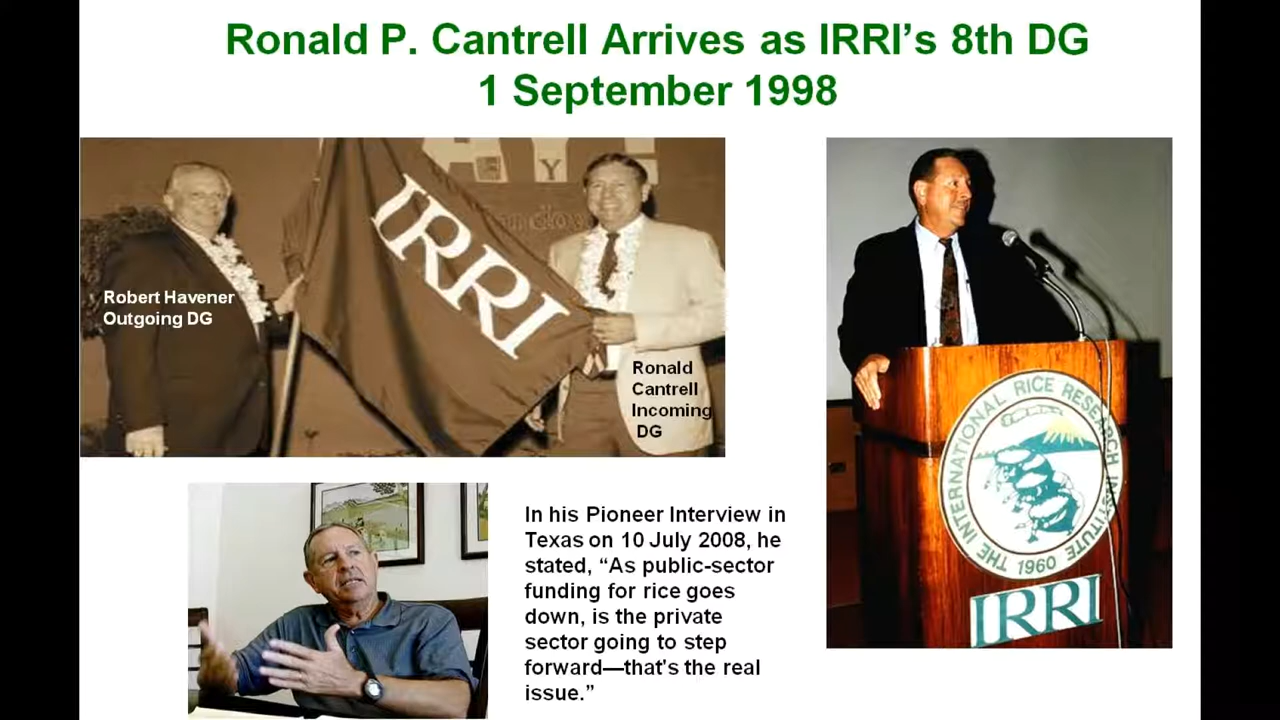 Ronald P. Cantrell Arrives as IRRI’s 8th DG
1 September 1998
IRRI
Robert Havener
Outgoing DG
Ronald
Cantrell
Incoming
DG
THE INTERNATIONAL RICE RESEARCH INSTITUTE OF
1960
IRRI
In his Pioneer Interview in
Texas on 10 July 2008, he
stated, “As public-sector
funding for rice goes
down, is the private
sector going to step
forward—that's the real
issue.”